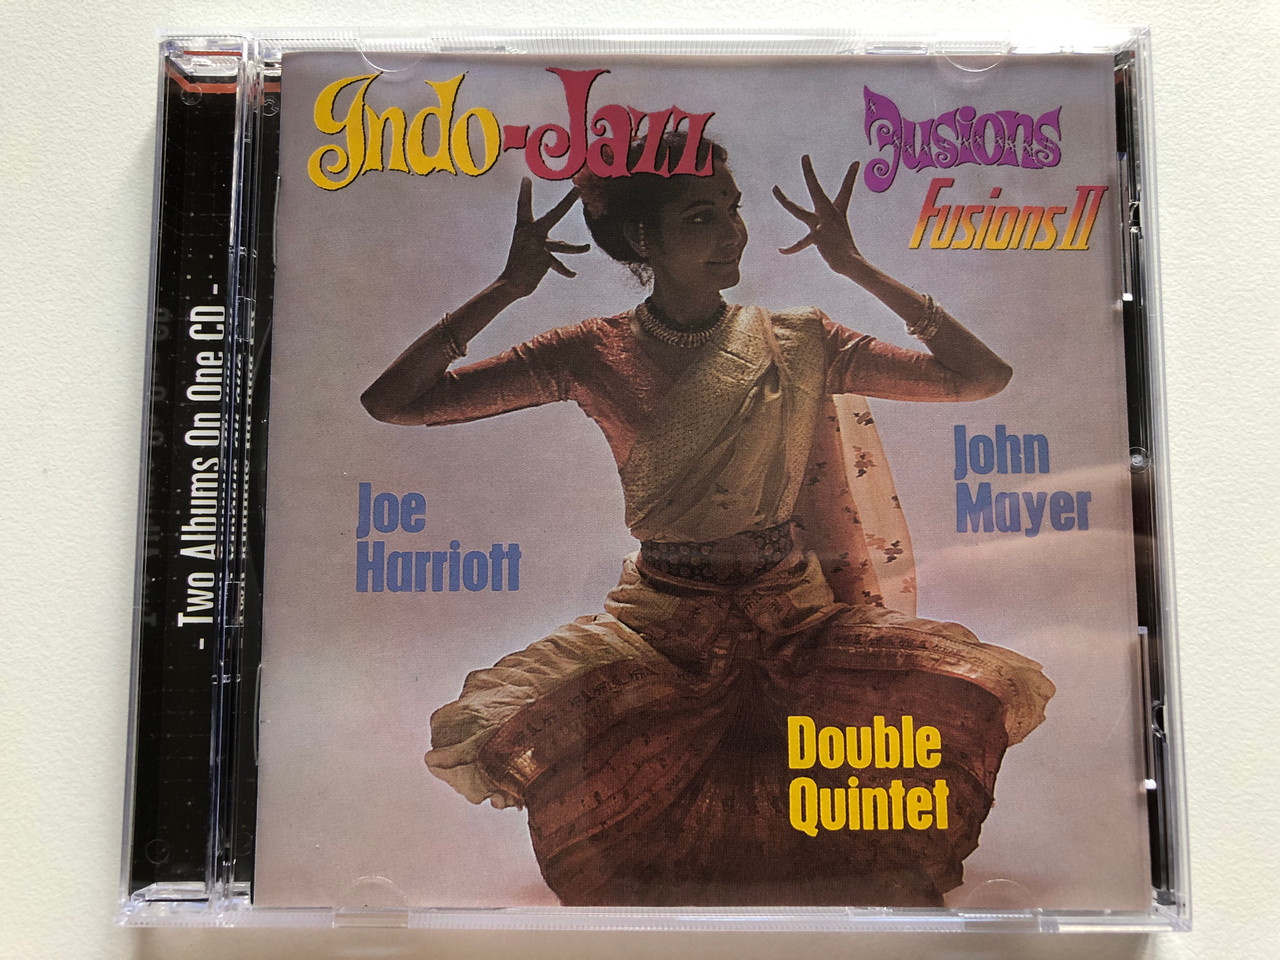 Indo-Jazz
Fusions
Fusions II
Joe
Harriott
John
Mayer
Double
Quintet
- Two Albums On One CD -